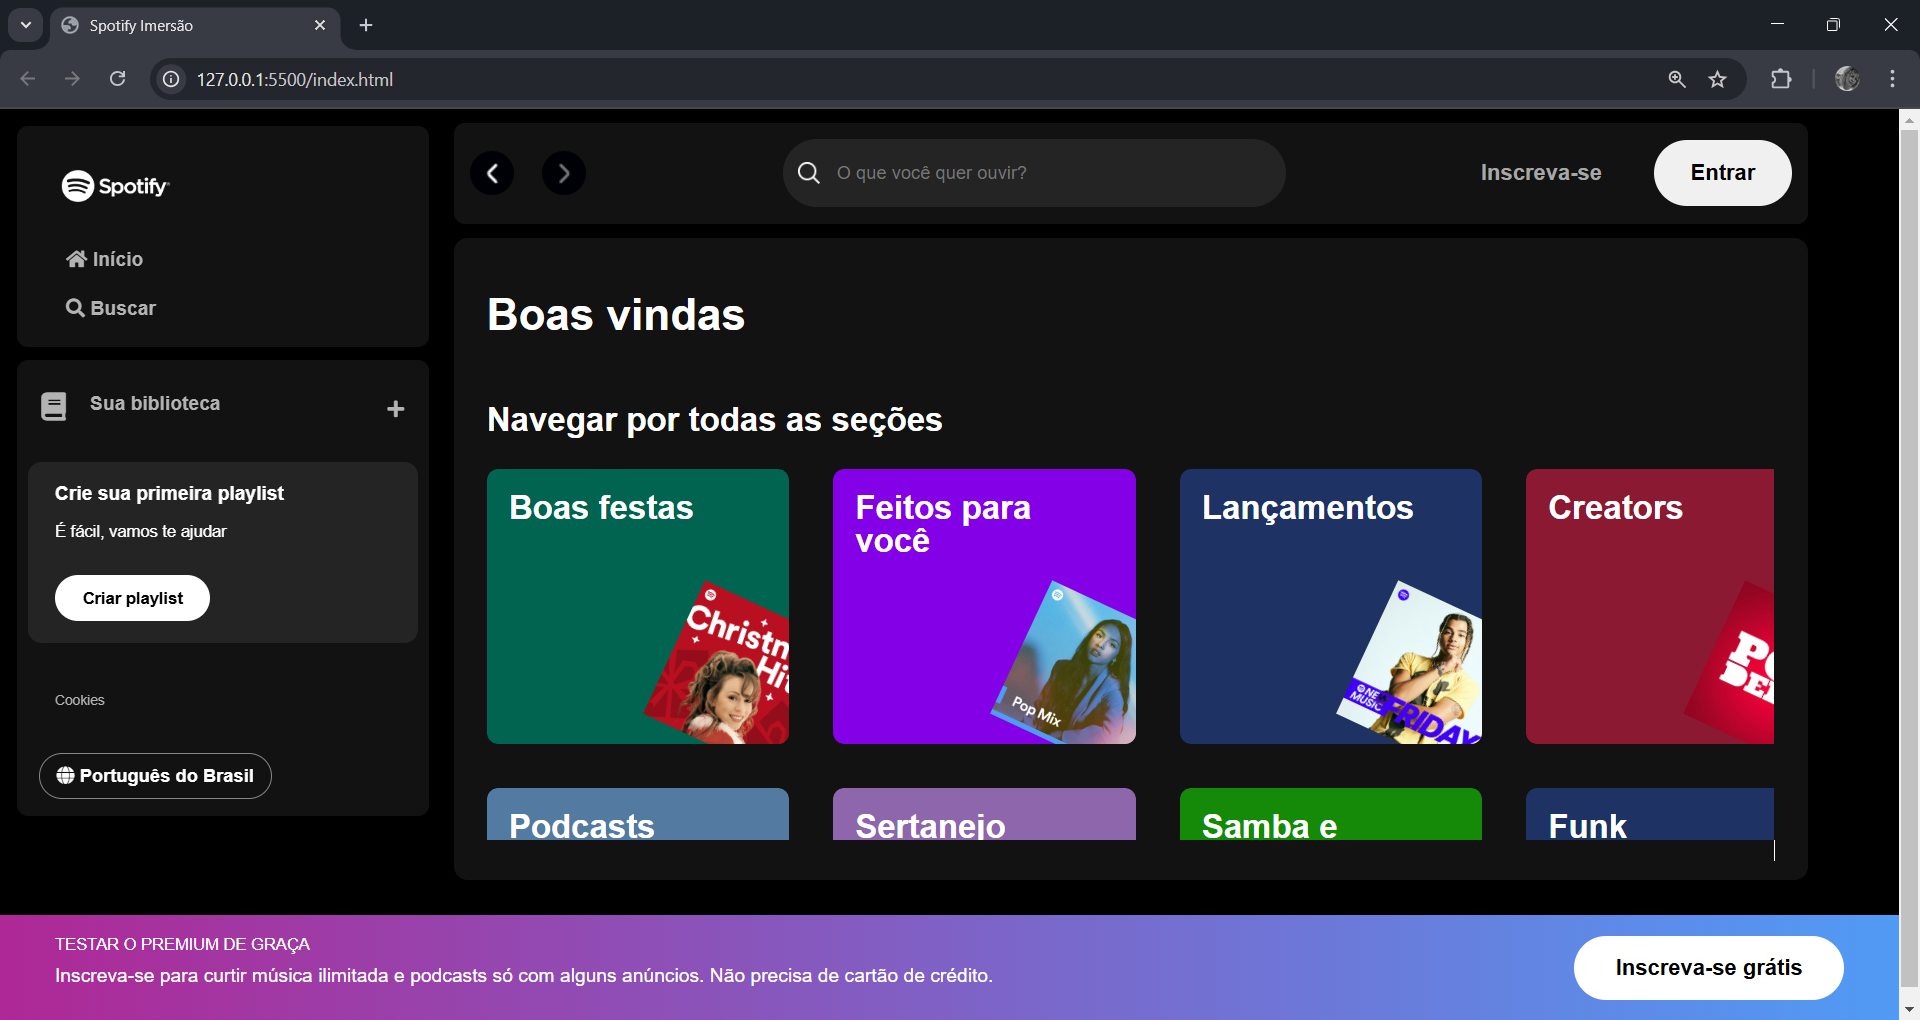 Spotify Imersão
127.0.0.1:5500/index.html
Spotify
Início
Buscar
Sua biblioteca
Crie sua primeira playlist
É fácil, vamos te ajudar
Criar playlist
Cookies
Português do Brasil
O que você quer ouvir?
Inscreva-se
Entrar
Boas vindas
Navegar por todas as seções
Boas festas
Christm
Hi
Feitos para
você
Pop Mix
Lançamentos
NEW
MUSIC
FRIDAY
Creators
Podcasts
Sertanejo
Samba e
Funk
TESTAR O PREMIUM DE GRAÇA
Inscreva-se para curtir música ilimitada e podcasts só com alguns anúncios. Não precisa de cartão de crédito.
Inscreva-se grátis